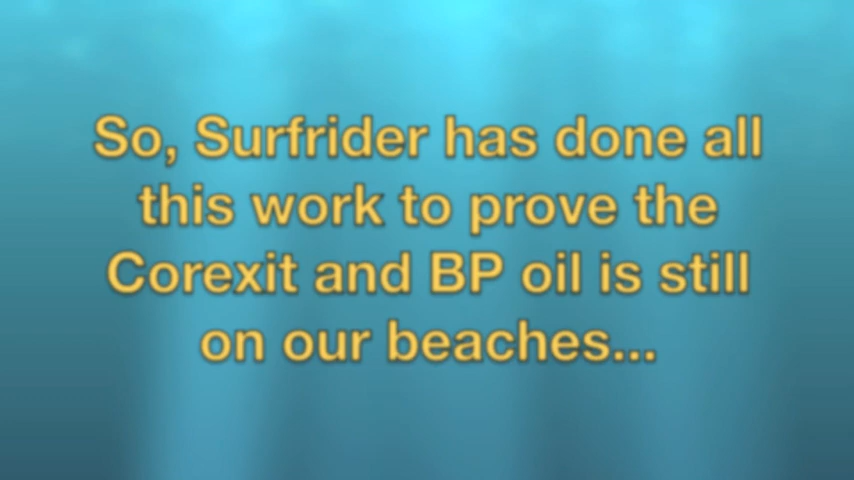 So, Surfrider has done all
this work to prove the
Corexit and BP oil is still
on our beaches...